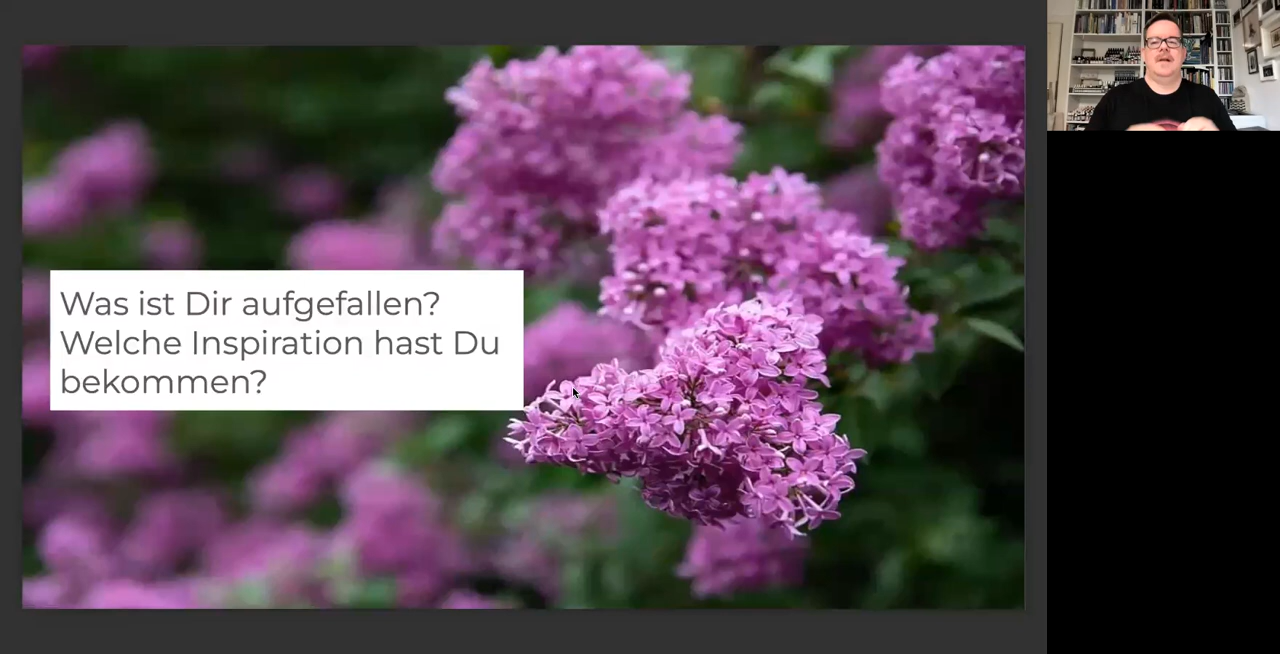 Was ist Dir aufgefallen?
Welche Inspiration hast Du
bekommen?